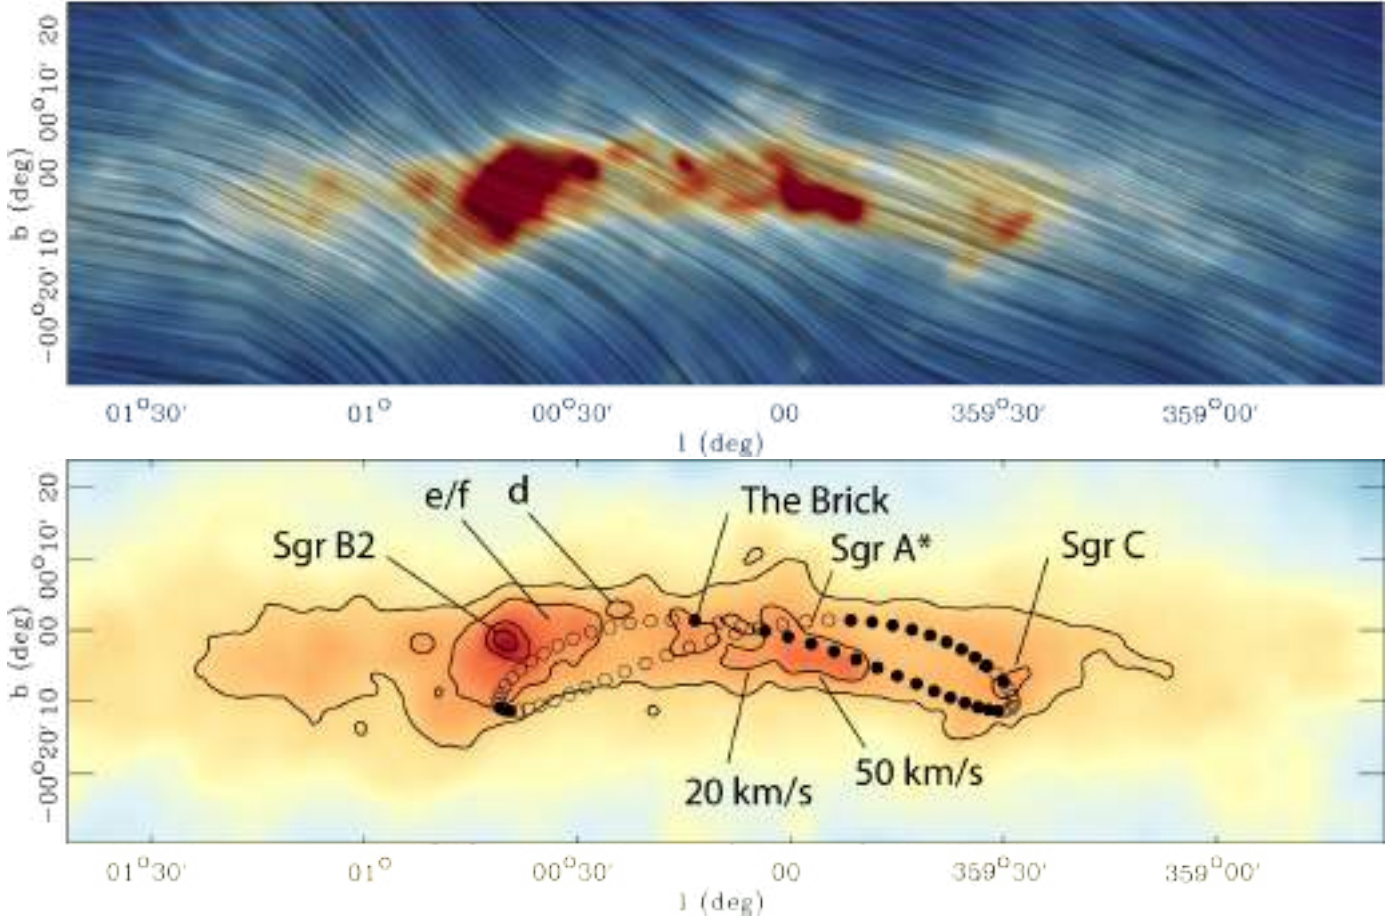 b (deg)
20
00°10'
00
-00°20' 10
01°30' 01° 00°30' 00 359°30' 359°00'
l (deg)
e/f d The Brick
Sgr B2 Sgr A* Sgr C
b (deg)
20
00°10'
00
-00°20' 10
20 km/s 50 km/s
01°30' 01° 00°30' 00 359°30' 359°00'
l (deg)